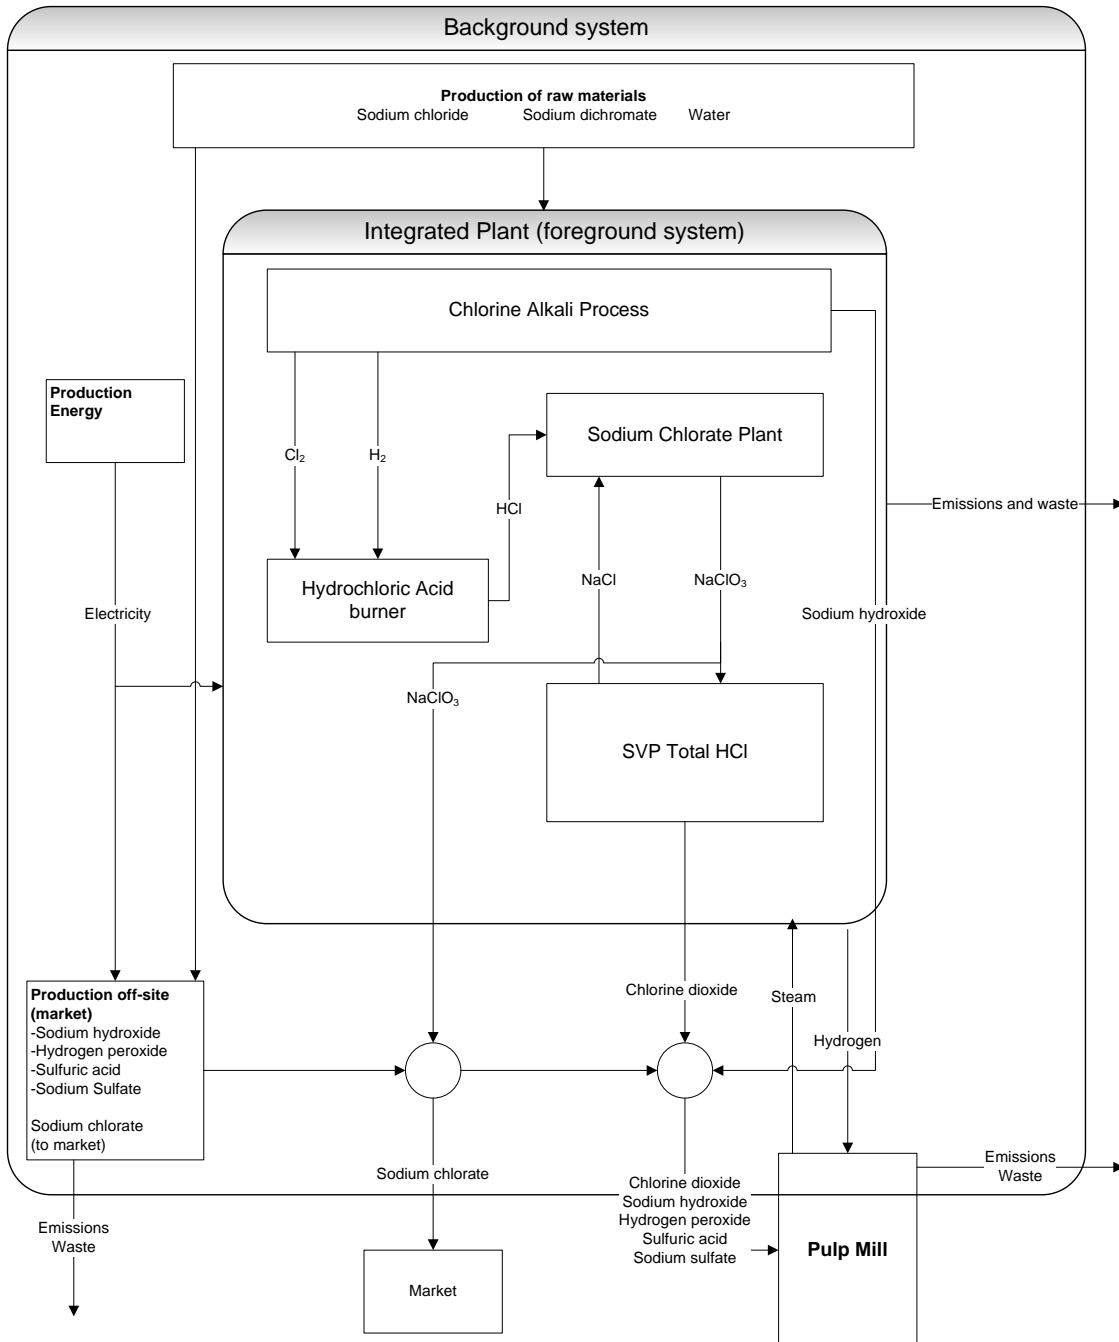 Background system
Production of raw materials
Sodium chloride Sodium dichromate Water
Integrated Plant (foreground system)
Chlorine Alkali Process
Production
Energy
Sodium Chlorate Plant
Cl₂
H₂
HCl
Emissions and waste
Hydrochloric Acid
burner
NaCl
NaClO₃
Electricity
Sodium hydroxide
NaClO₃
SVP Total HCl
Production off-site
(market)
-Sodium hydroxide
-Hydrogen peroxide
-Sulfuric acid
-Sodium Sulfate
Sodium chlorate
(to market)
Chlorine dioxide
Steam
Hydrogen
Emissions
Waste
Sodium chlorate
Chlorine dioxide
Sodium hydroxide
Hydrogen peroxide
Sulfuric acid
Sodium sulfate
Emissions
Waste
Market
Pulp Mill